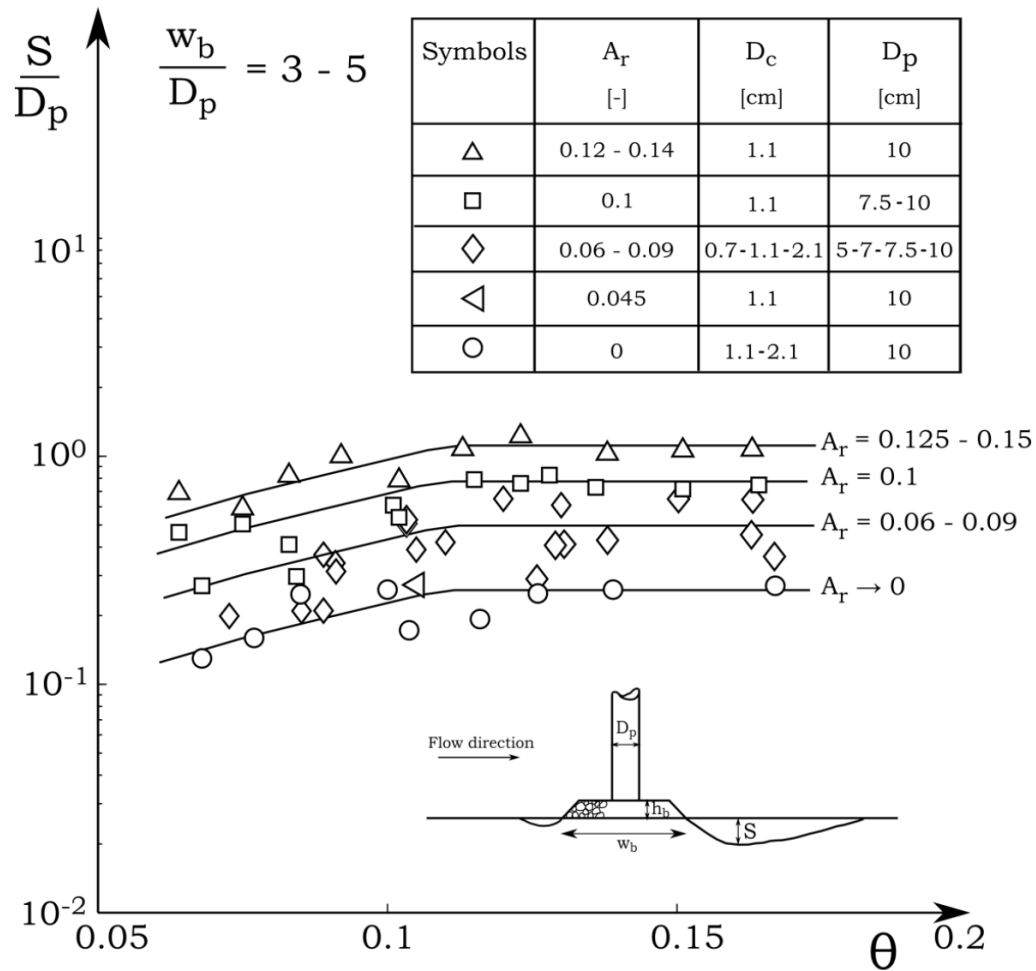 S
D_p
w_b
D_p
= 3 - 5
Symbols A_r D_c D_p
[-] [cm] [cm]
0.12 - 0.14 1.1 10
0.1 1.1 7.5-10
0.06 - 0.09 0.7-1.1-2.1 5-7-7.5-10
0.045 1.1 10
0 1.1-2.1 10
10^1
10^0
10^-1
10^-2
A_r = 0.125 - 0.15
A_r = 0.1
A_r = 0.06 - 0.09
A_r → 0
Flow direction
D_p
h_b
w_b
S
0.05 0.1 0.15 0.2
θ